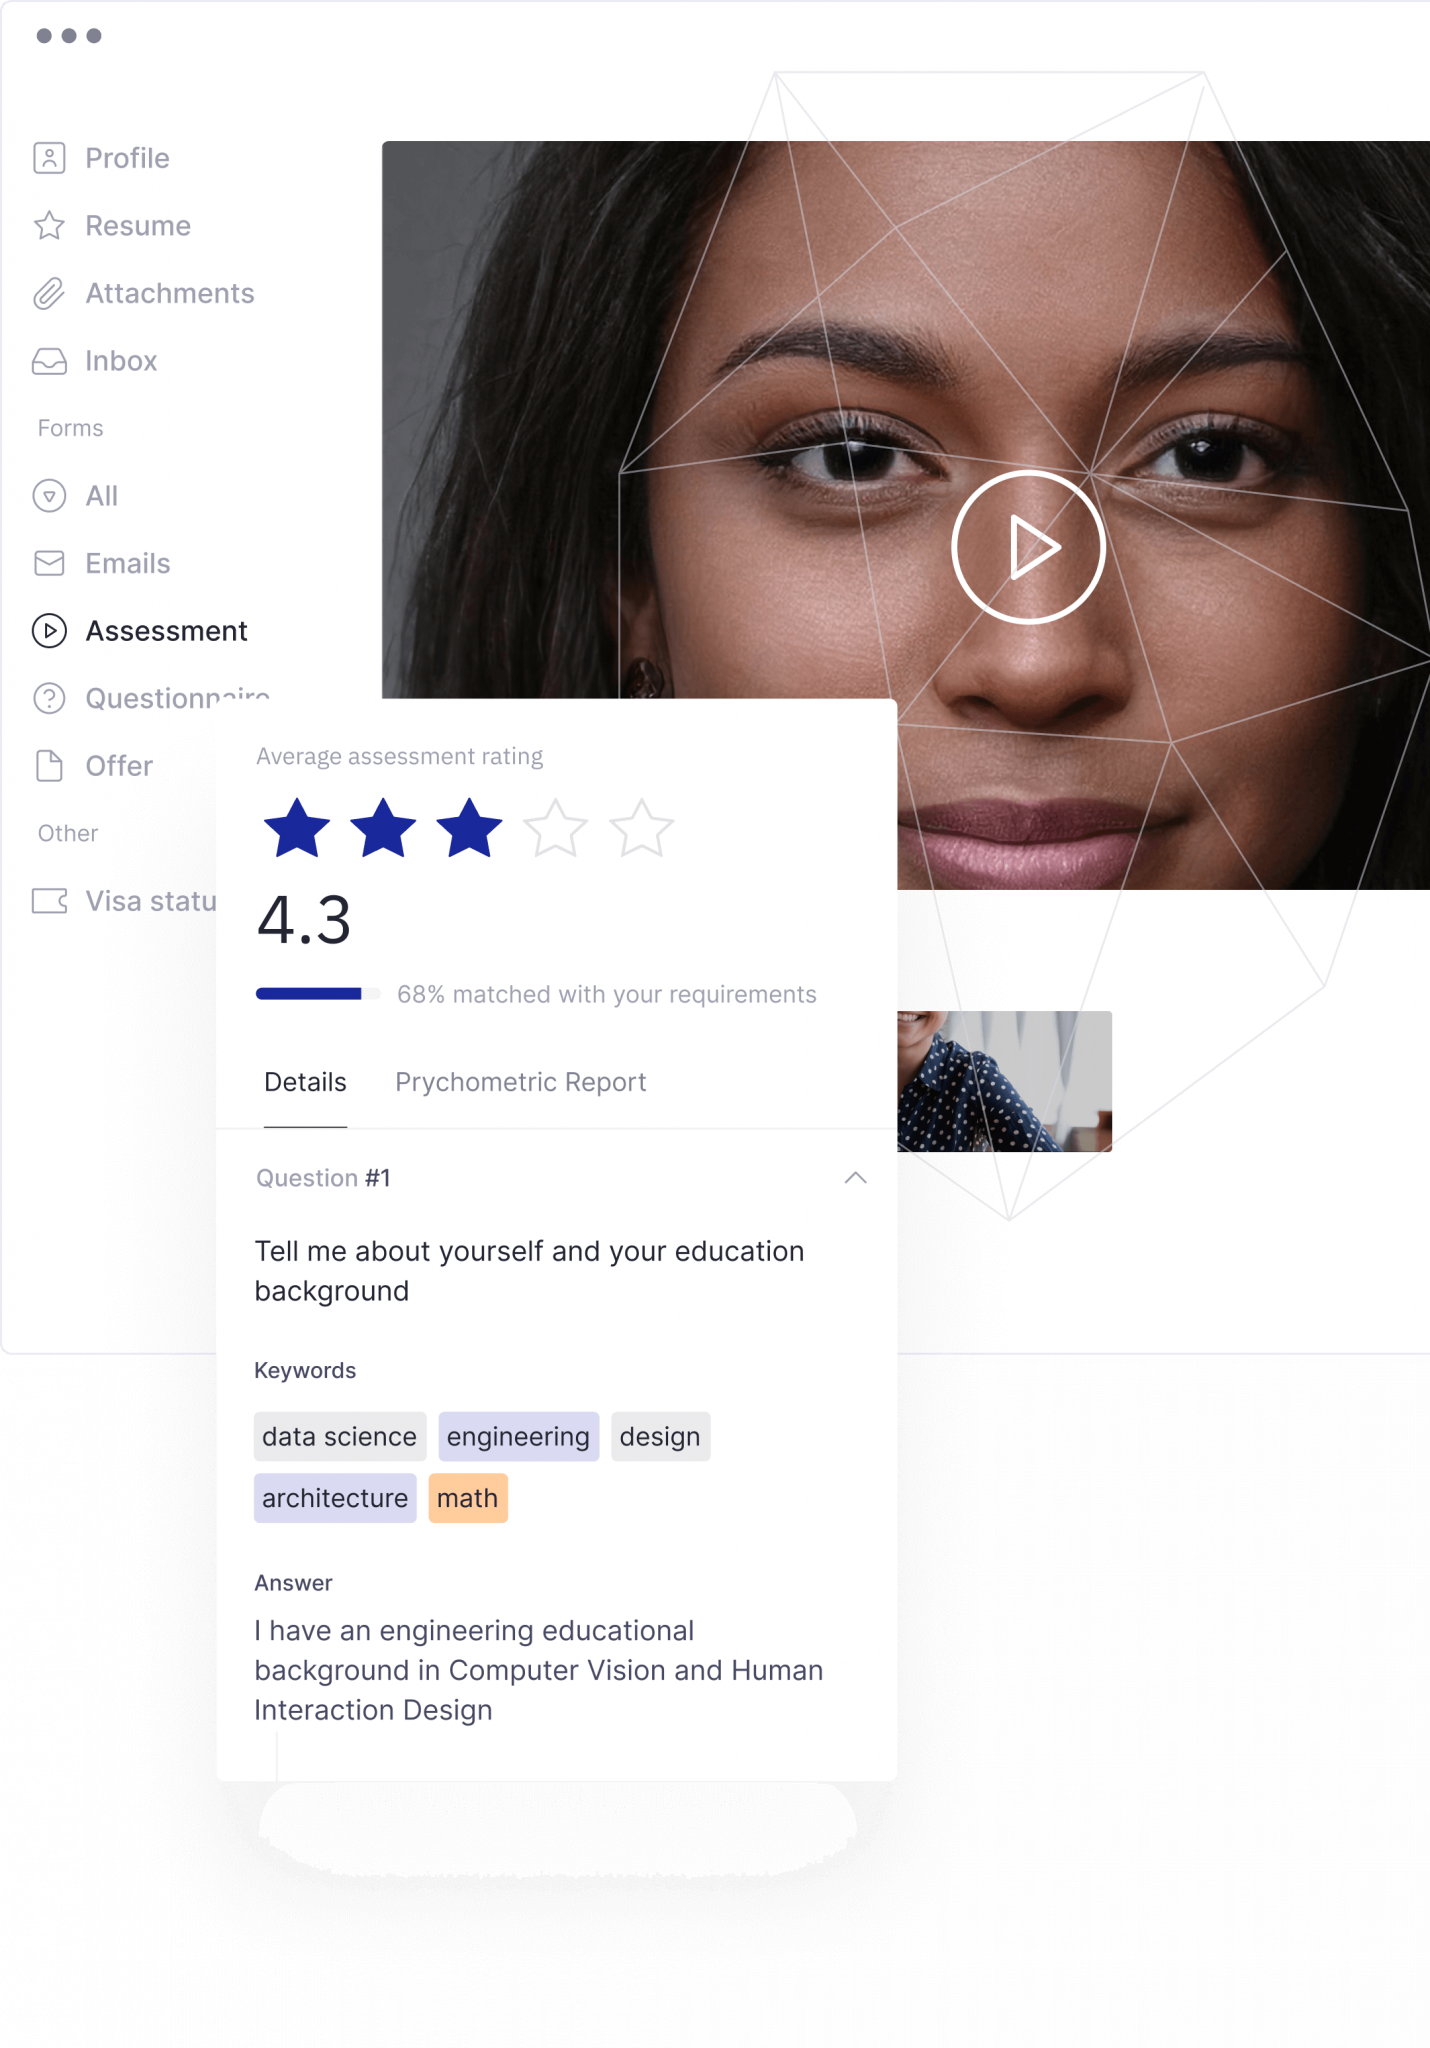 Profile
Resume
Attachments
Inbox
Forms
All
Emails
Assessment
Questionnaire
Offer
Other
Visa statu
Average assessment rating
4.3
68% matched with your requirements
Details
Prychometric Report
Question #1
Tell me about yourself and your education
background
Keywords
data science
engineering
design
architecture
math
Answer
I have an engineering educational
background in Computer Vision and Human
Interaction Design